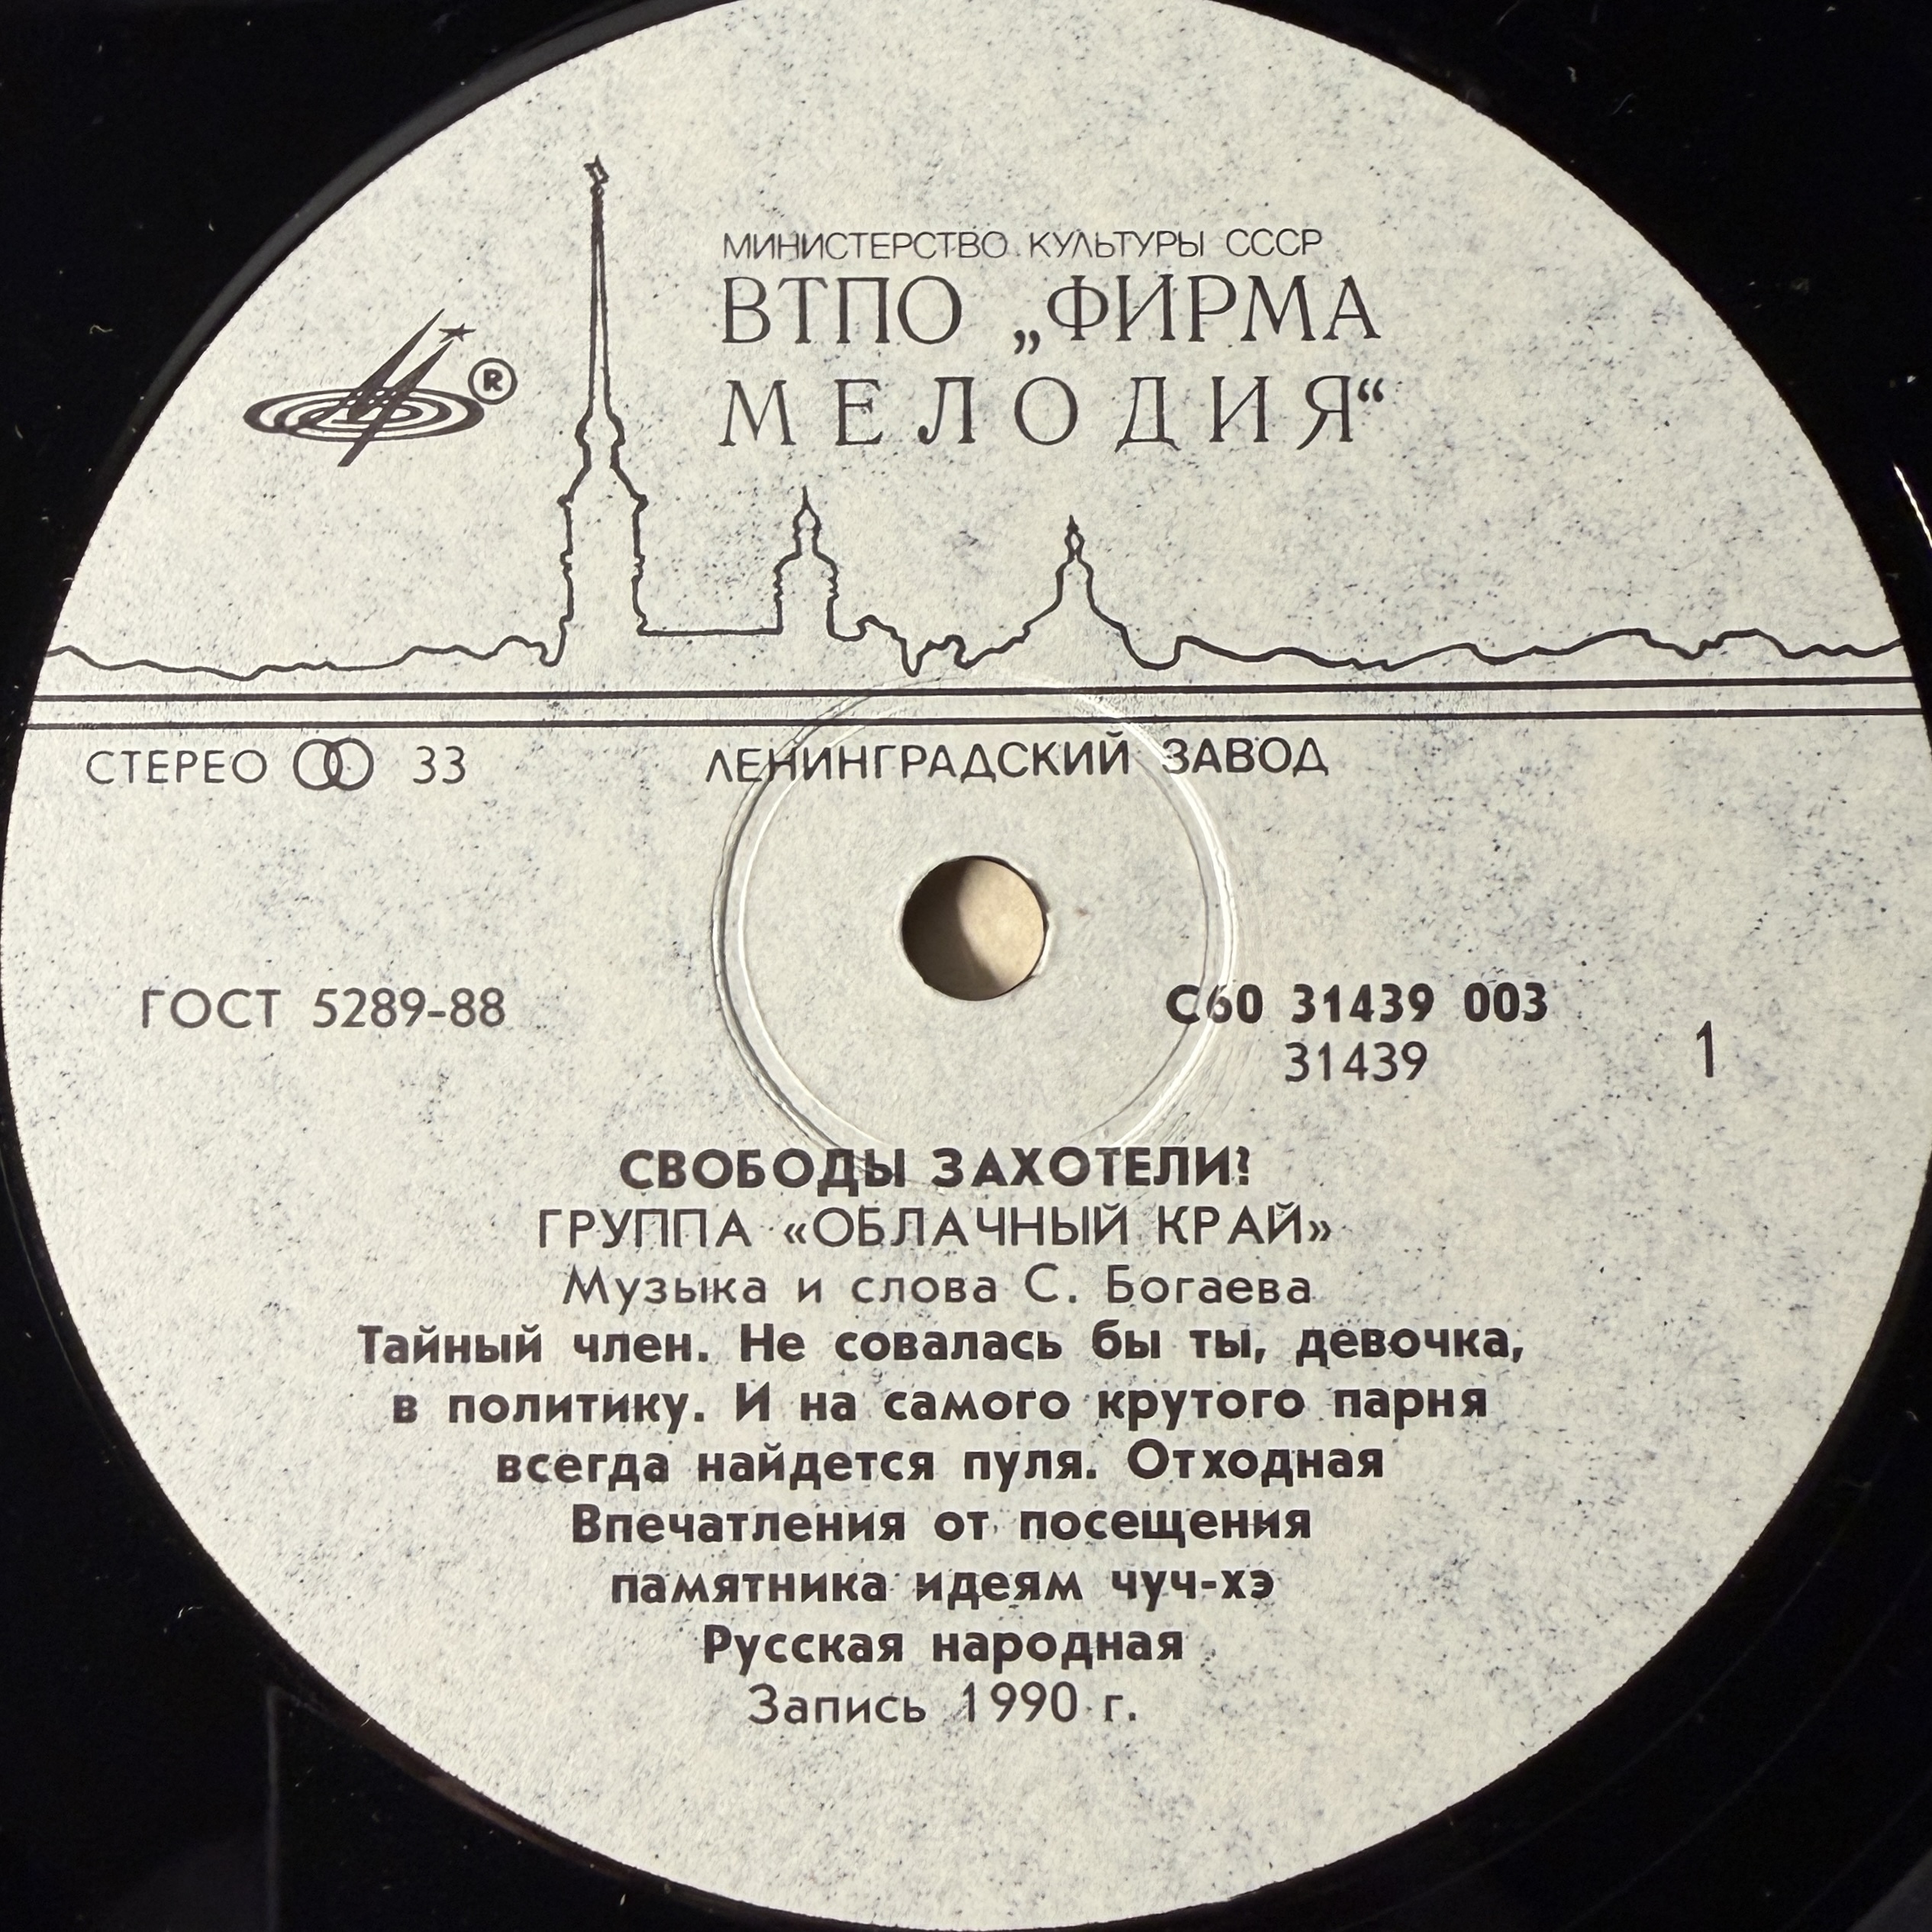 МИНИСТЕРСТВО КУЛЬТУРЫ СССР
ВТПО „ФИРМА
МЕЛОДИЯ“
®
СТЕРЕО 33
ЛЕНИНГРАДСКИЙ ЗАВОД
ГОСТ 5289-88
С60 31439 003
31439
1
СВОБОДЫ ЗАХОТЕЛИ?
ГРУППА «ОБЛАЧНЫЙ КРАЙ»
Музыка и слова С. Богаева
Тайный член. Не совалась бы ты, девочка,
в политику. И на самого крутого парня
всегда найдется пуля. Отходная
Впечатления от посещения
памятника идеям чуч-хэ
Русская народная
Запись 1990 г.